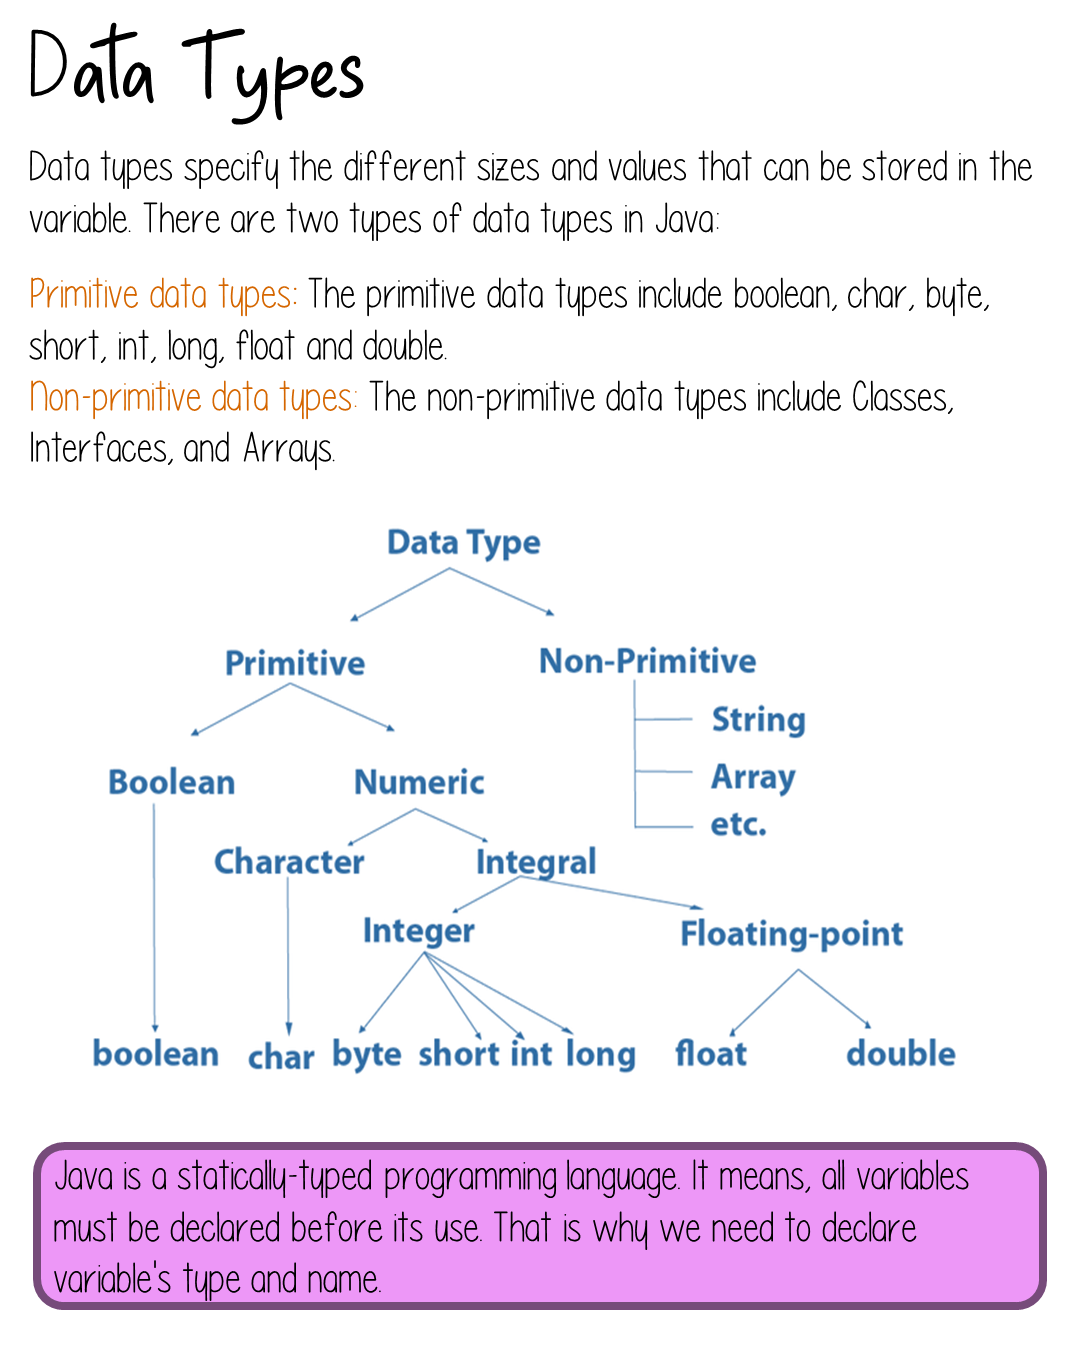 Data Types
Data types specify the different sizes and values that can be stored in the
variable. There are two types of data types in Java:
Primitive data types: The primitive data types include boolean, char, byte,
short, int, long, float and double.
Non-primitive data types: The non-primitive data types include Classes,
Interfaces, and Arrays.
Data Type
Primitive
Non-Primitive
String
Array
etc.
Boolean
Numeric
Character
Integral
Integer
Floating-point
boolean char byte short int long float double
Java is a statically-typed programming language. It means, all variables
must be declared before its use. That is why we need to declare
variable's type and name.